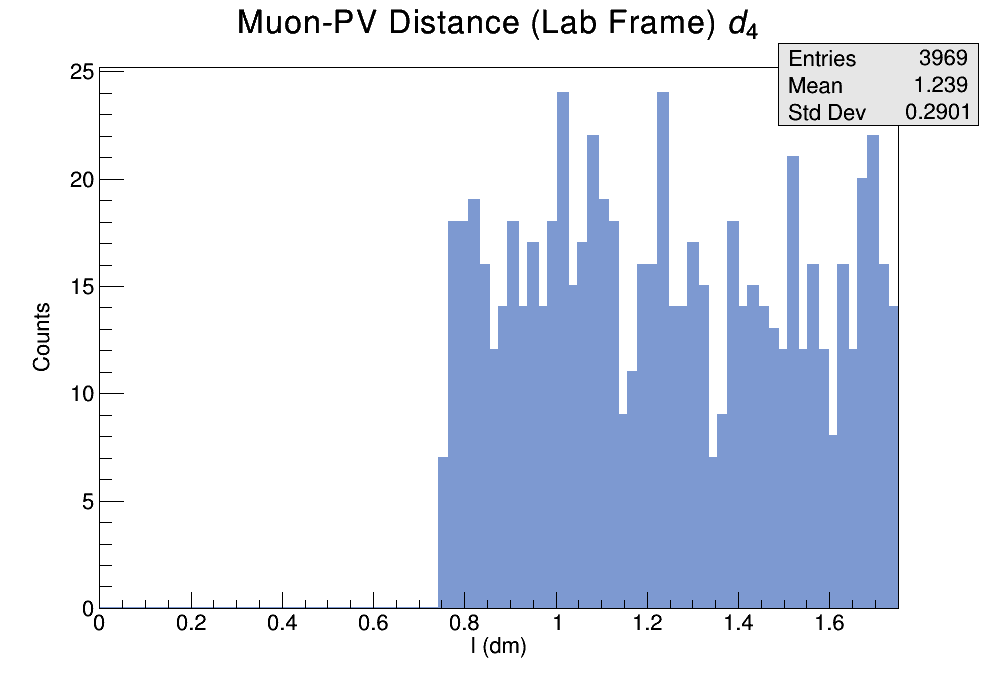 Muon-PV Distance (Lab Frame) d4
Entries 3969
Mean 1.239
Std Dev 0.2901
25
20
15
10
5
0
Counts
0 0.2 0.4 0.6 0.8 1 1.2 1.4 1.6
l (dm)